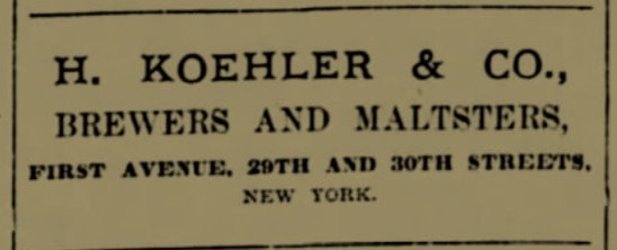 H. KOEHLER & CO.,
BREWERS AND MALTSTERS,
FIRST AVENUE, 29TH AND 30TH STREETS,
NEW YORK.